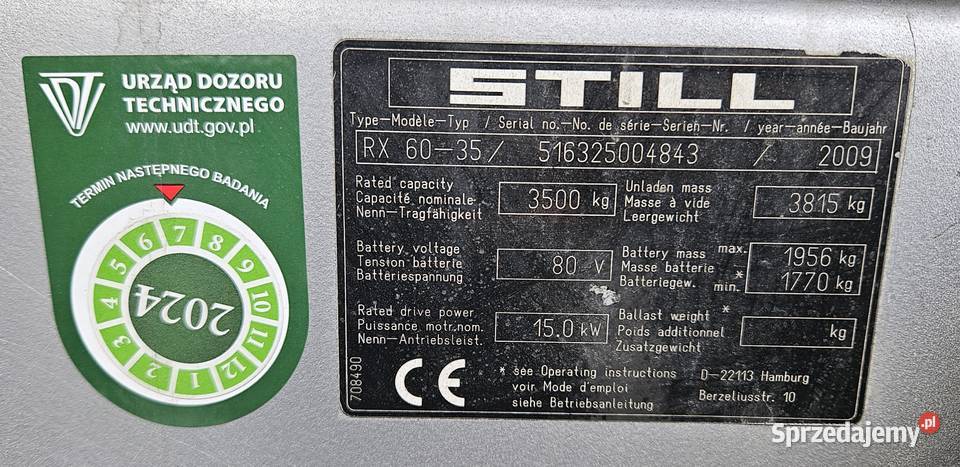 URZĄD DOZORU
TECHNICZNEGO
www.udt.gov.pl
TERMIN NASTĘPNEGO BADANIA
1 2 3 4 5 6 7 8 9 10 11 12
2024
STILL
Type-Modèle-Typ / Serial no.-No. de série-Serien-Nr. / year-année-Baujahr
RX 60-35/ 516325004843 / 2009
Rated capacity
Capacité nominale
Nenn-Tragfähigkeit
3500 kg
Unladen mass
Masse à vide
Leergewicht
3815 kg
Battery voltage
Tension batterie
Batteriespannung
80 V
Battery mass max.
Masse batterie *
Batterlegew. min.
1956 kg
1770 kg
Rated drive power
Puissance motr.nom.
Nenn-Antriebsleist.
15.0 kW
Ballast weight *
Poids additionnel
Zusatzgewicht
kg
708490
CE
* see Operating instructions
voir Mode d'emploi
siehe Betriebsanleitung
D-22113 Hamburg
Berzeliusstr. 10
Sprzedajemy.pl